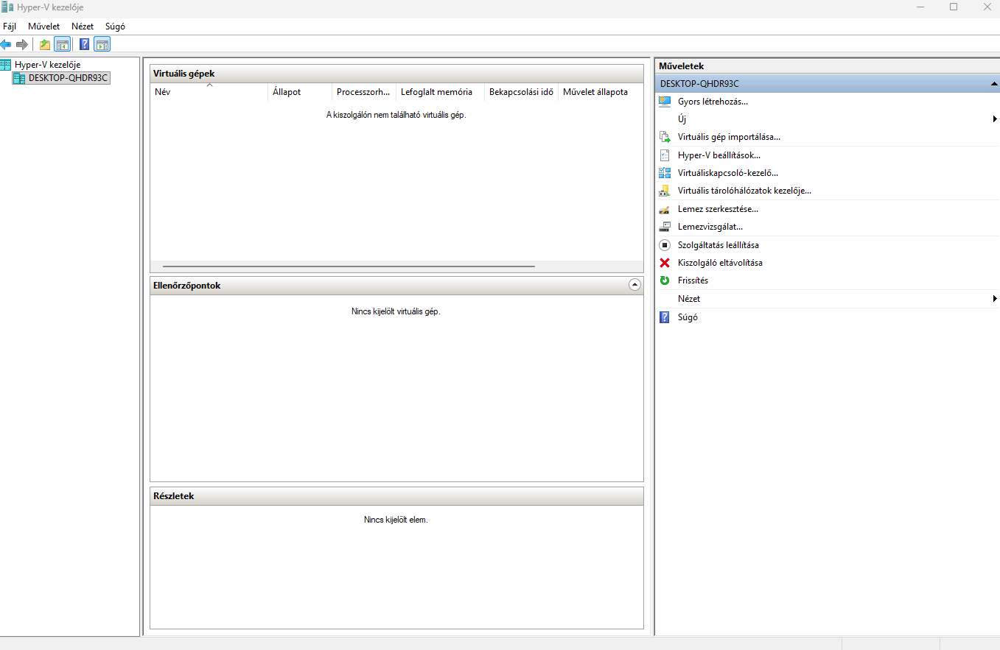 Hyper-V kezelője
Fájl Művelet Nézet Súgó
Hyper-V kezelője
DESKTOP-QHDR93C
Virtuális gépek
Név Állapot Processzorh... Lefoglalt memória Bekapcsolási idő Művelet állapota
A kiszolgálón nem található virtuális gép.
Ellenőrzőpontok
Nincs kijelölt virtuális gép.
Részletek
Nincs kijelölt elem.
Műveletek
DESKTOP-QHDR93C
Gyors létrehozás...
Új
Virtuális gép importálása...
Hyper-V beállítások...
Virtuáliskapcsoló-kezelő...
Virtuális tárolóhálózatok kezelője...
Lemez szerkesztése...
Lemezvizsgálat...
Szolgáltatás leállítása
Kiszolgáló eltávolítása
Frissítés
Nézet
Súgó